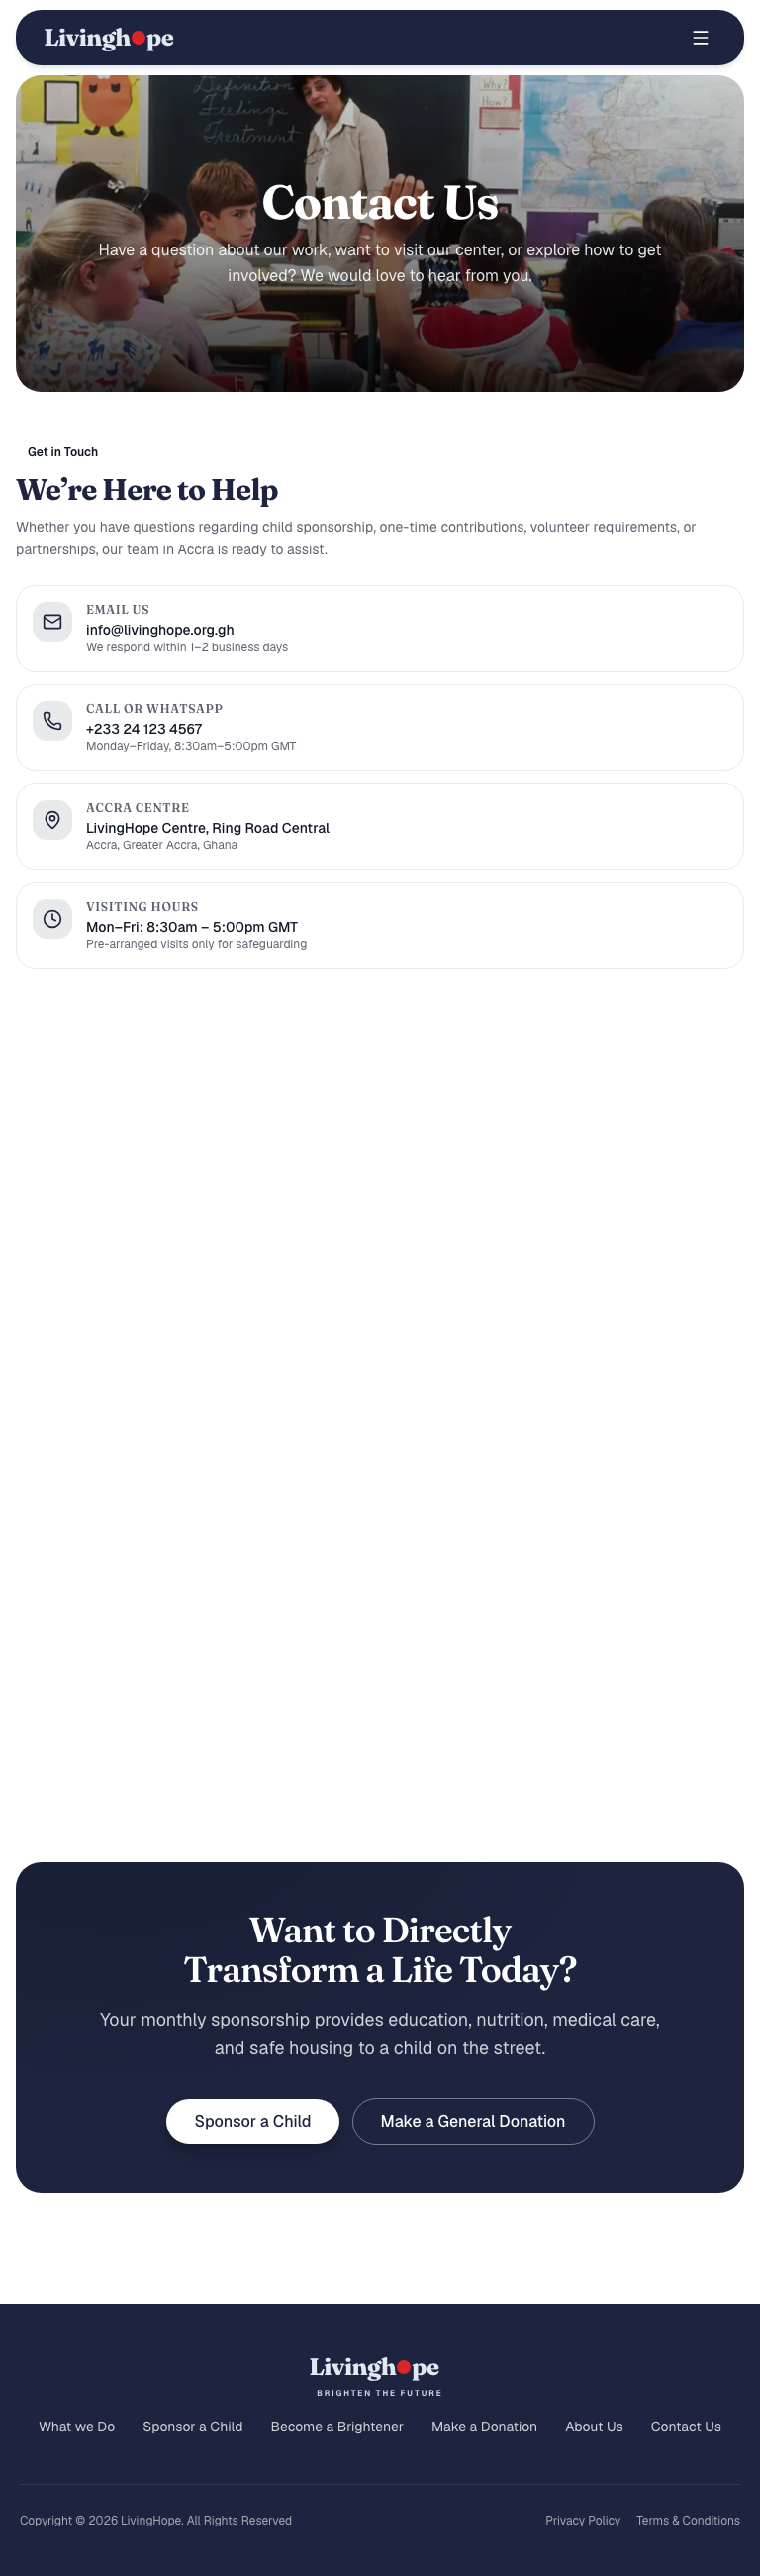 Livinghope
Definition
Feelings
Treatment
Why?
How?
Contact Us
Have a question about our work, want to visit our center, or explore how to get
involved? We would love to hear from you.
Get in Touch
We’re Here to Help
Whether you have questions regarding child sponsorship, one-time contributions, volunteer requirements, or
partnerships, our team in Accra is ready to assist.
EMAIL US
info@livinghope.org.gh
We respond within 1–2 business days
CALL OR WHATSAPP
+233 24 123 4567
Monday–Friday, 8:30am–5:00pm GMT
ACCRA CENTRE
LivingHope Centre, Ring Road Central
Accra, Greater Accra, Ghana
VISITING HOURS
Mon–Fri: 8:30am – 5:00pm GMT
Pre-arranged visits only for safeguarding
Want to Directly
Transform a Life Today?
Your monthly sponsorship provides education, nutrition, medical care,
and safe housing to a child on the street.
Sponsor a Child
Make a General Donation
Livinghope
BRIGHTEN THE FUTURE
What we Do
Sponsor a Child
Become a Brightener
Make a Donation
About Us
Contact Us
Copyright © 2026 LivingHope. All Rights Reserved
Privacy Policy
Terms & Conditions